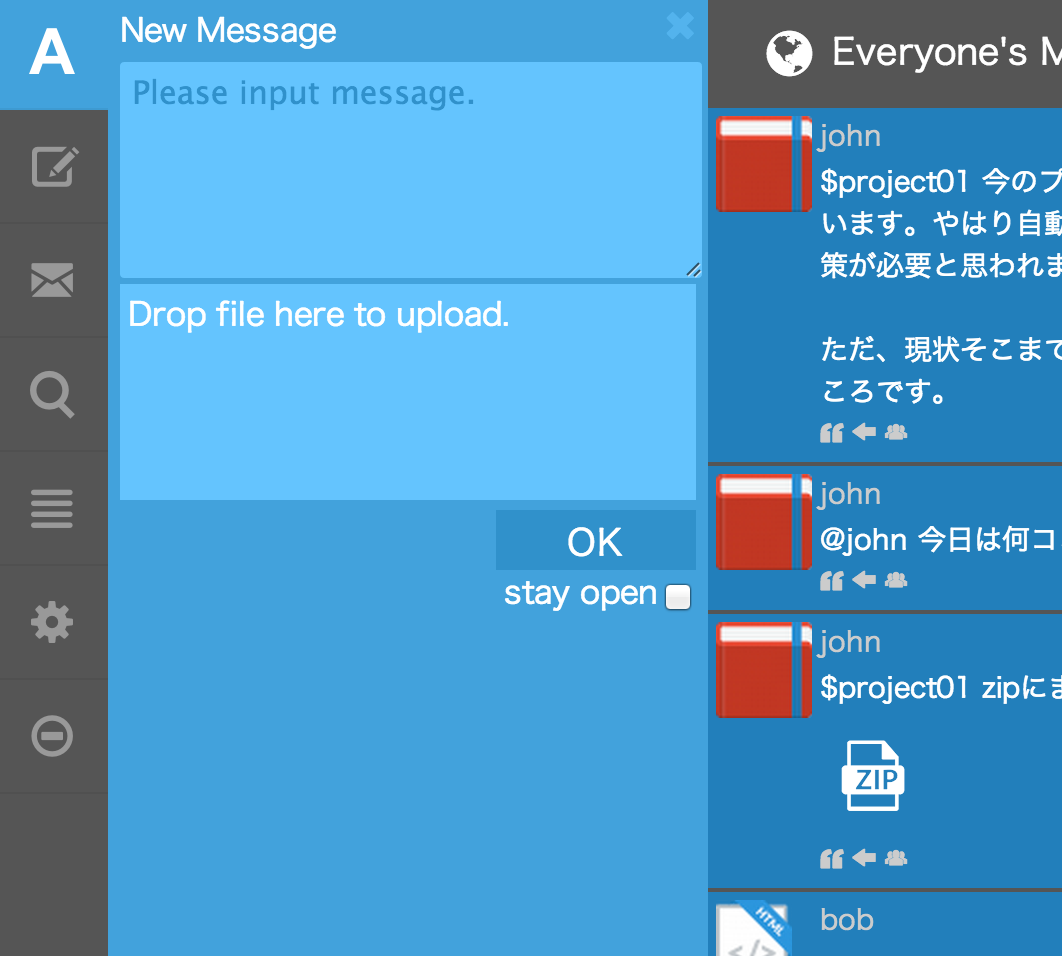 A
New Message
Please input message.
Drop file here to upload.
OK
stay open
Everyone's
john
$project01 今のプ
います。やはり自動
策が必要と思われま
ただ、現状そこまで
ころです。
john
@john 今日は何コ
john
$project01 zipにま
ZIP
bob
HTML